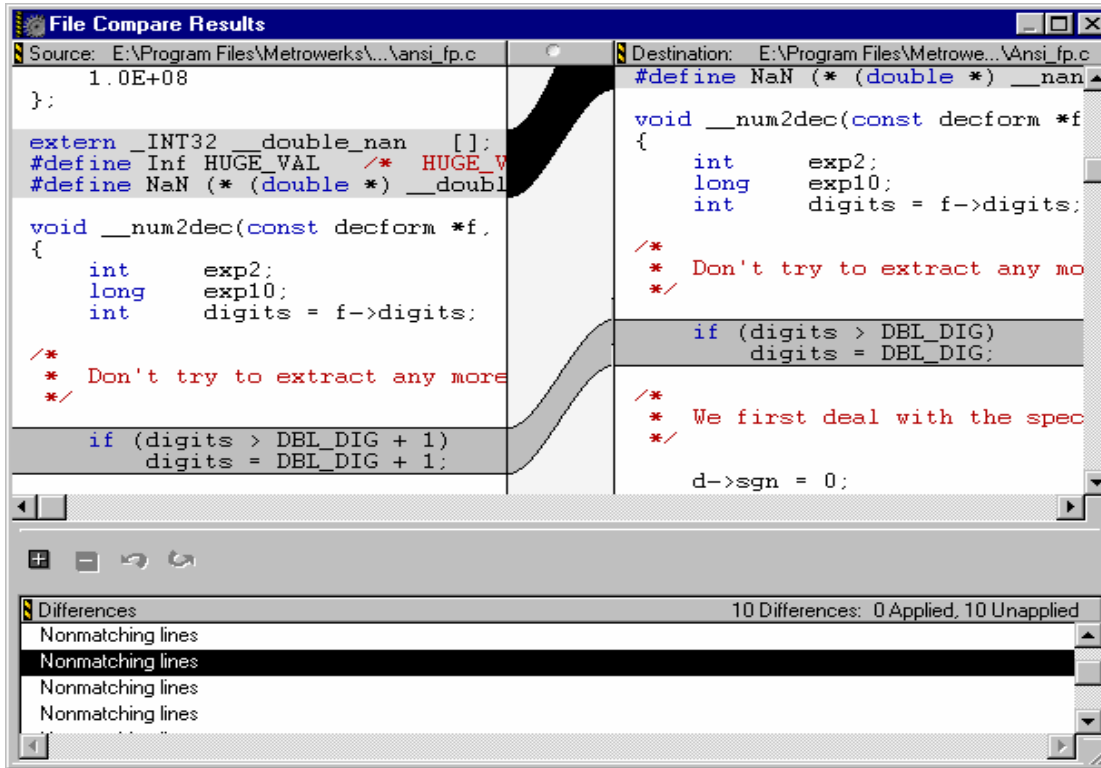 File Compare Results
Source: E:\Program Files\Metrowerks\...\ansi_fp.c
1.0E+08
};
extern _INT32 __double_nan [];
#define Inf HUGE_VAL /* HUGE_V
#define NaN (* (double *) __doubl
void __num2dec(const decform *f,
{
int exp2;
long exp10;
int digits = f->digits;
/*
* Don't try to extract any more
*/
if (digits > DBL_DIG + 1)
digits = DBL_DIG + 1;
Destination: E:\Program Files\Metrowe...\Ansi_fp.c
#define NaN (* (double *) __nan
void __num2dec(const decform *f
{
int exp2;
long exp10;
int digits = f->digits;
/*
* Don't try to extract any mo
*/
if (digits > DBL_DIG)
digits = DBL_DIG;
/*
* We first deal with the spec
*/
d->sgn = 0;
Differences 10 Differences: 0 Applied, 10 Unapplied
Nonmatching lines
Nonmatching lines
Nonmatching lines
Nonmatching lines